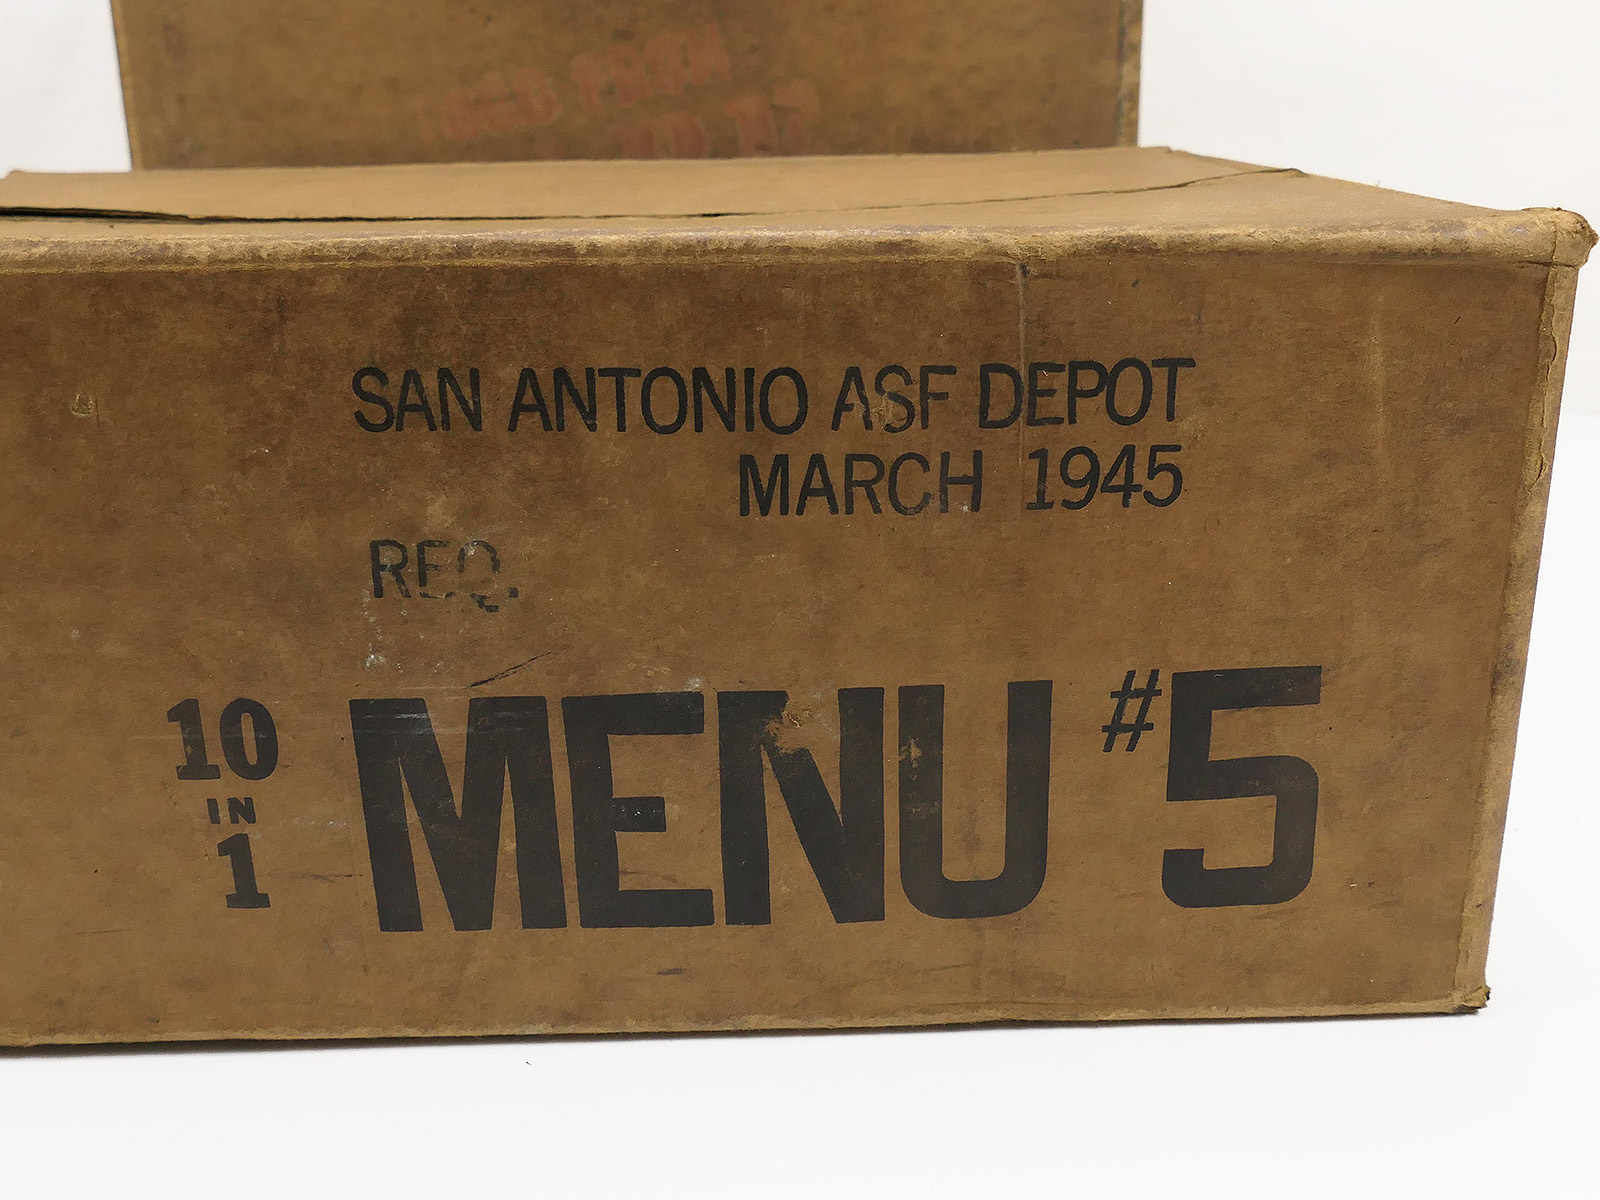 SAN ANTONIO ASF DEPOT
MARCH 1945
REQ.
10
IN
1
MENU #5